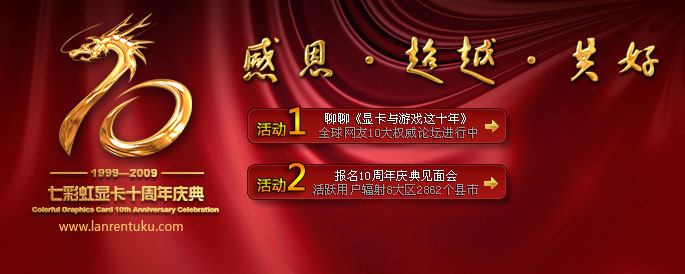 感恩·超越·共好
10
1999—2009
七彩虹显卡十周年庆典
Colorful Graphics Card 10th Anniversary Celebration
www.lanrentuku.com
活动1
聊聊《显卡与游戏这十年》
全球网友10大权威论坛进行中
活动2
报名10周年庆典见面会
活跃用户辐射8大区2862个县市